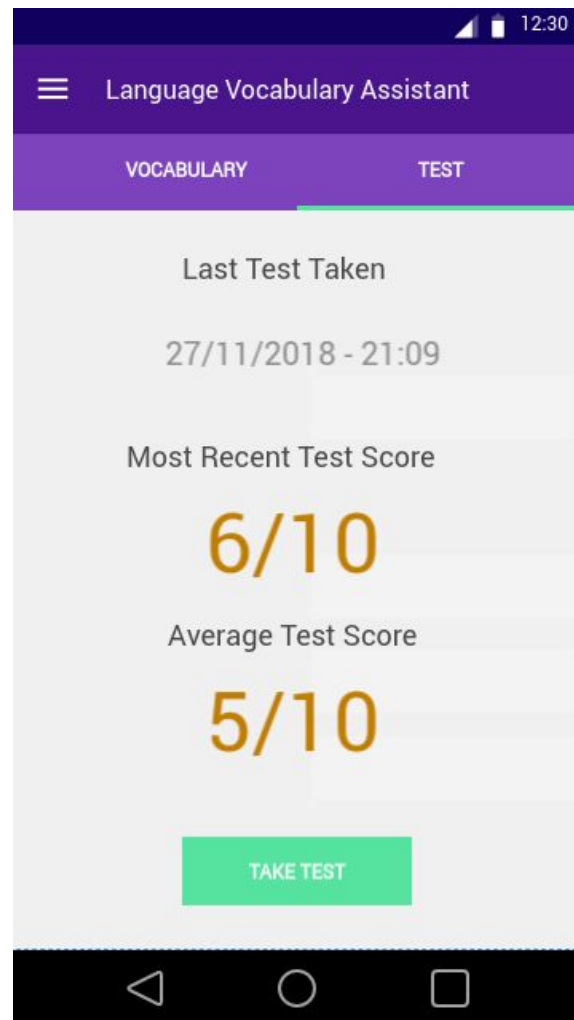 12:30
Language Vocabulary Assistant
VOCABULARY TEST
Last Test Taken
27/11/2018 - 21:09
Most Recent Test Score
6/10
Average Test Score
5/10
TAKE TEST